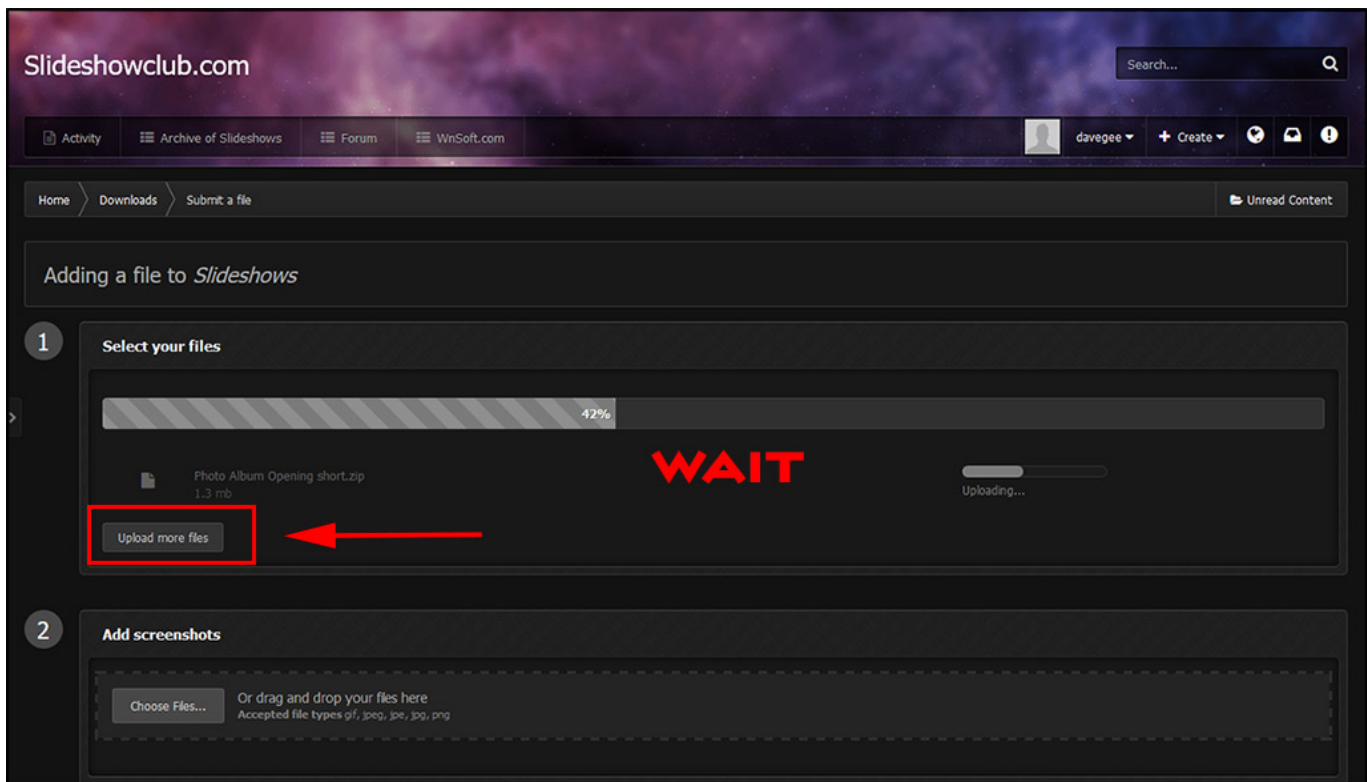 Slideshowclub.com
Search...
Activity
Archive of Slideshows
Forum
WnSoft.com
davegee
+ Create
Home
Downloads
Submit a file
Unread Content
Adding a file to Slideshows
1
Select your files
42%
WAIT
Photo Album Opening short.zip
1.3 mb
Uploading...
Upload more files
2
Add screenshots
Choose Files...
Or drag and drop your files here
Accepted file types gif, jpeg, jpe, jpg, png